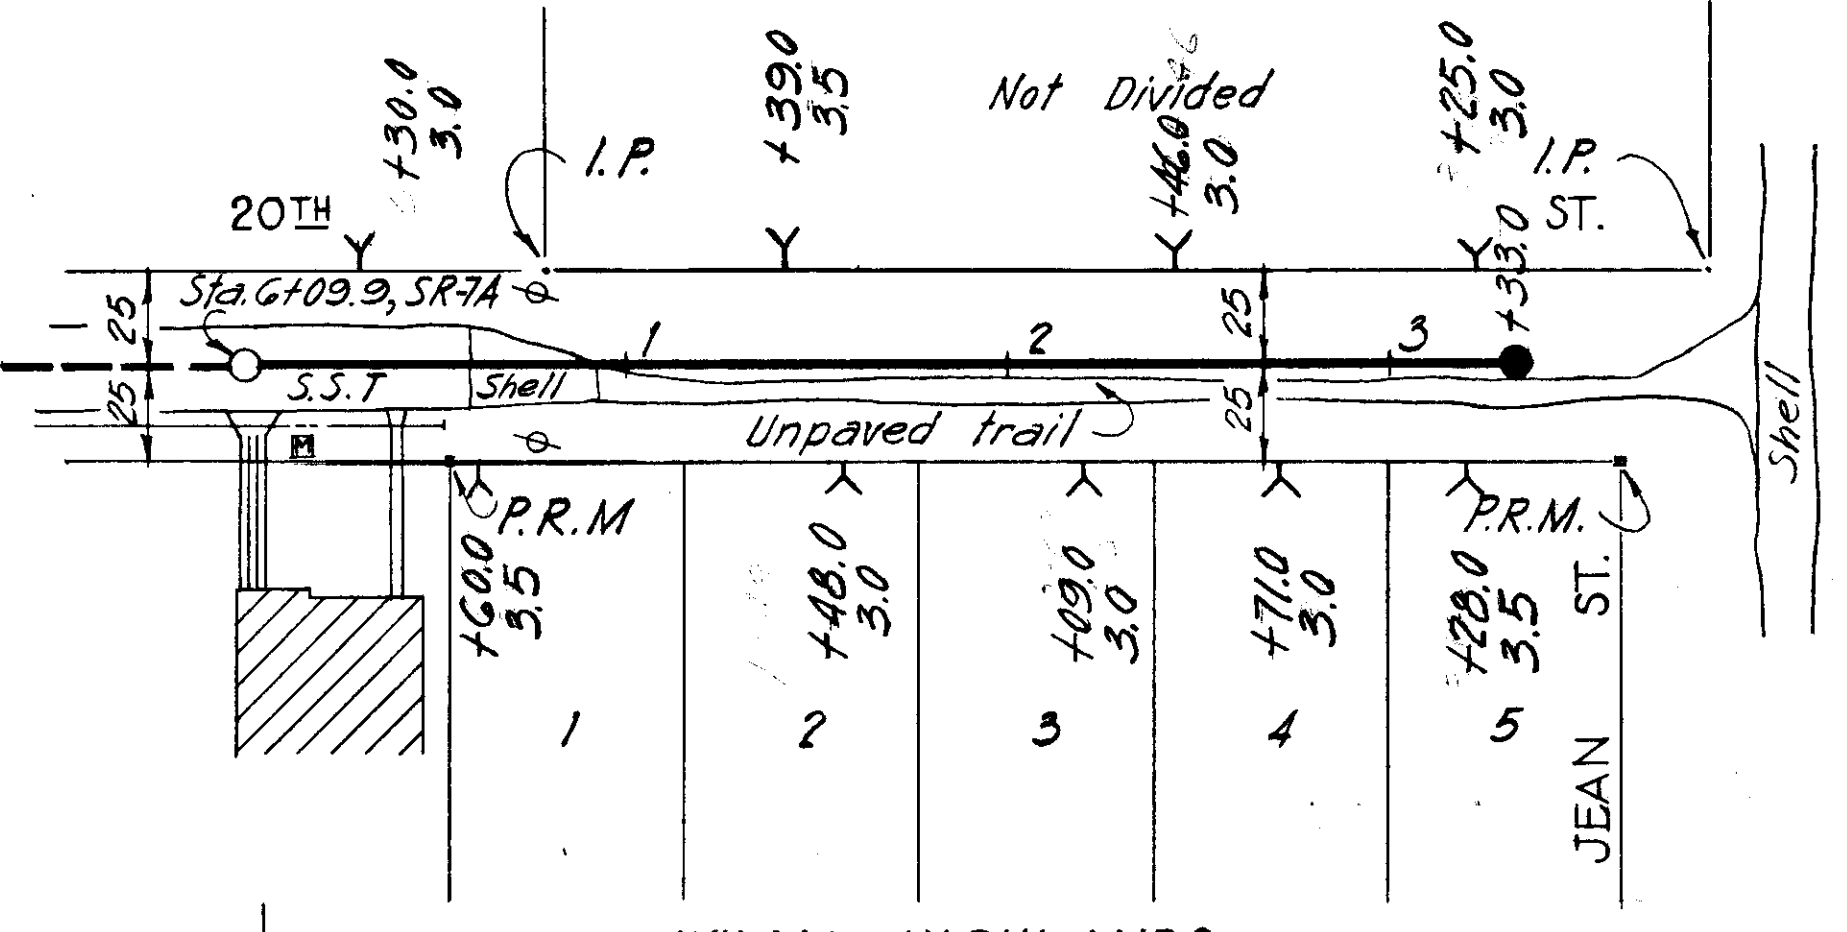 +30.0
3.0
+39.0
3.5
Not Divided
+46.0
3.0
+25.0
3.0
I.P.
I.P.
20TH
ST.
+33.0
Sta. 6+09.9, SR-7A
25
25
25
25
1
2
3
S.S.T
Shell
Unpaved trail
Shell
M
P.R.M
P.R.M.
+60.0
3.5
+48.0
3.0
+09.0
3.0
+71.0
3.0
+28.0
3.5
1
2
3
4
5
JEAN ST.